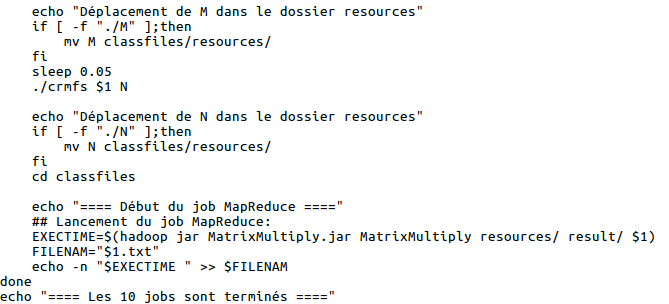 echo "Déplacement de M dans le dossier resources"
if [ -f "./M" ];then
mv M classfiles/resources/
fi
sleep 0.05
./crmfs $1 N
echo "Déplacement de N dans le dossier resources"
if [ -f "./N" ];then
mv N classfiles/resources/
fi
cd classfiles
echo "==== Début du job MapReduce ===="
## Lancement du job MapReduce:
EXECTIME=$(hadoop jar MatrixMultiply.jar MatrixMultiply resources/ result/ $1)
FILENAM="$1.txt"
echo -n "$EXECTIME " >> $FILENAM
done
echo "==== Les 10 jobs sont terminés ===="